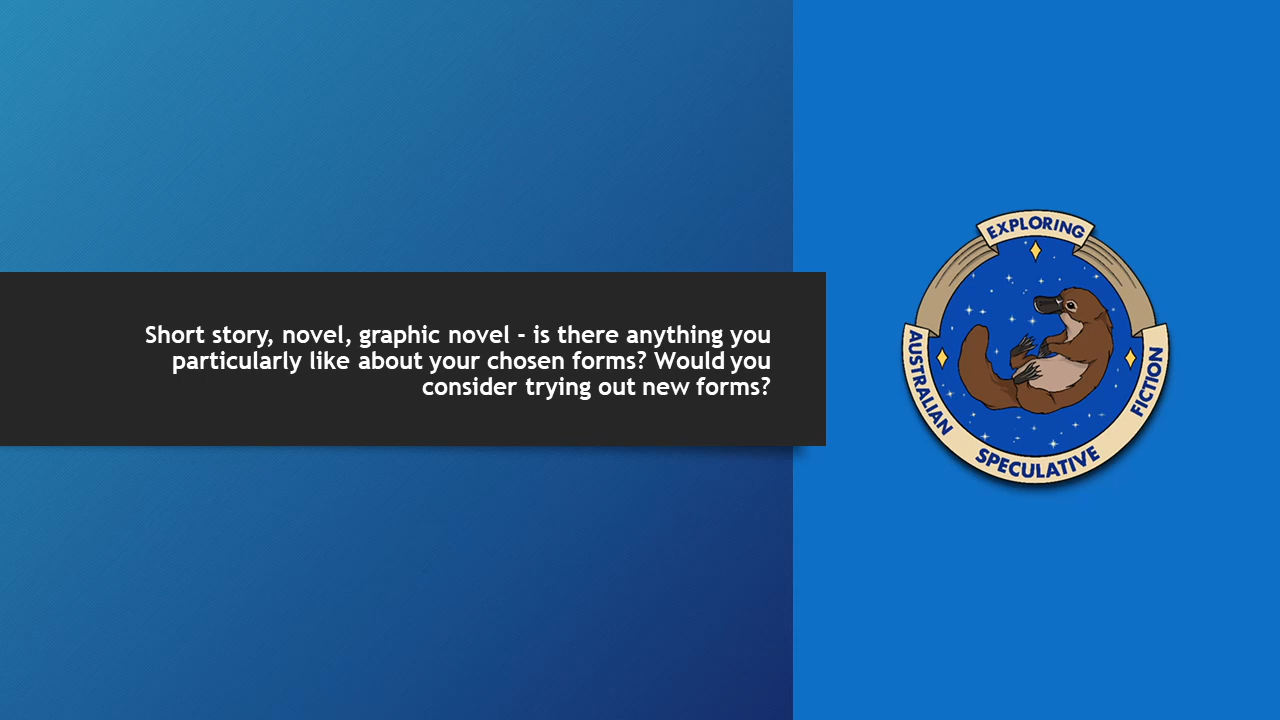 Short story, novel, graphic novel - is there anything you
particularly like about your chosen forms? Would you
consider trying out new forms?
EXPLORING
AUSTRALIAN
SPECULATIVE
FICTION